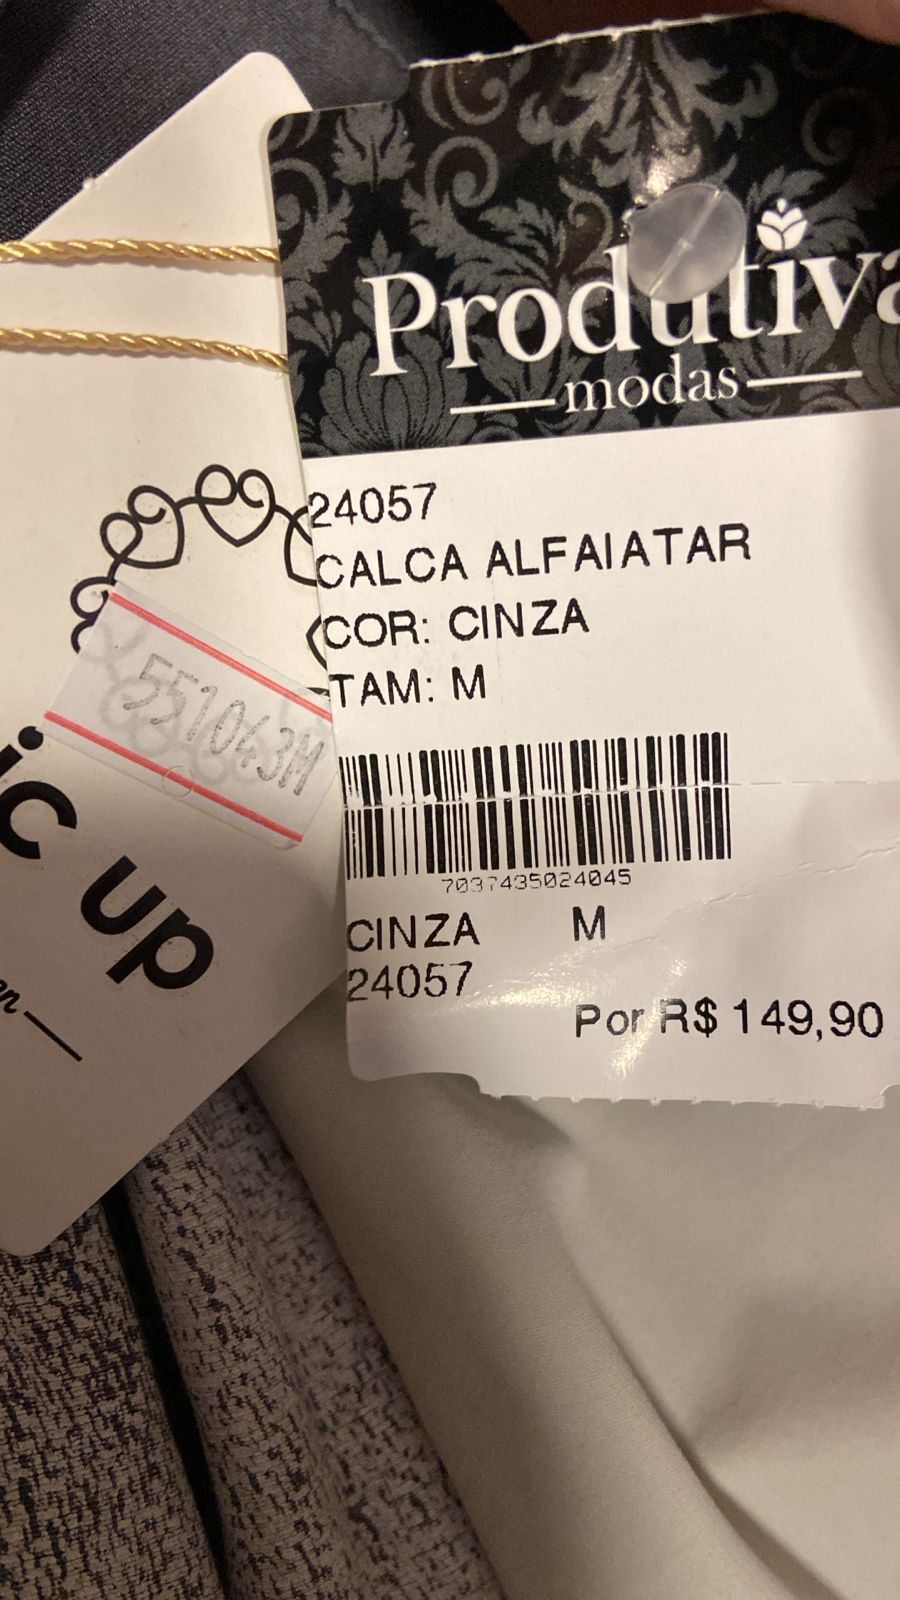 Produtiva
modas
24057
CALCA ALFAIATAR
COR: CINZA
TAM: M
7037435024045
CINZA M
24057
Por R$ 149,90
551043M
ic up